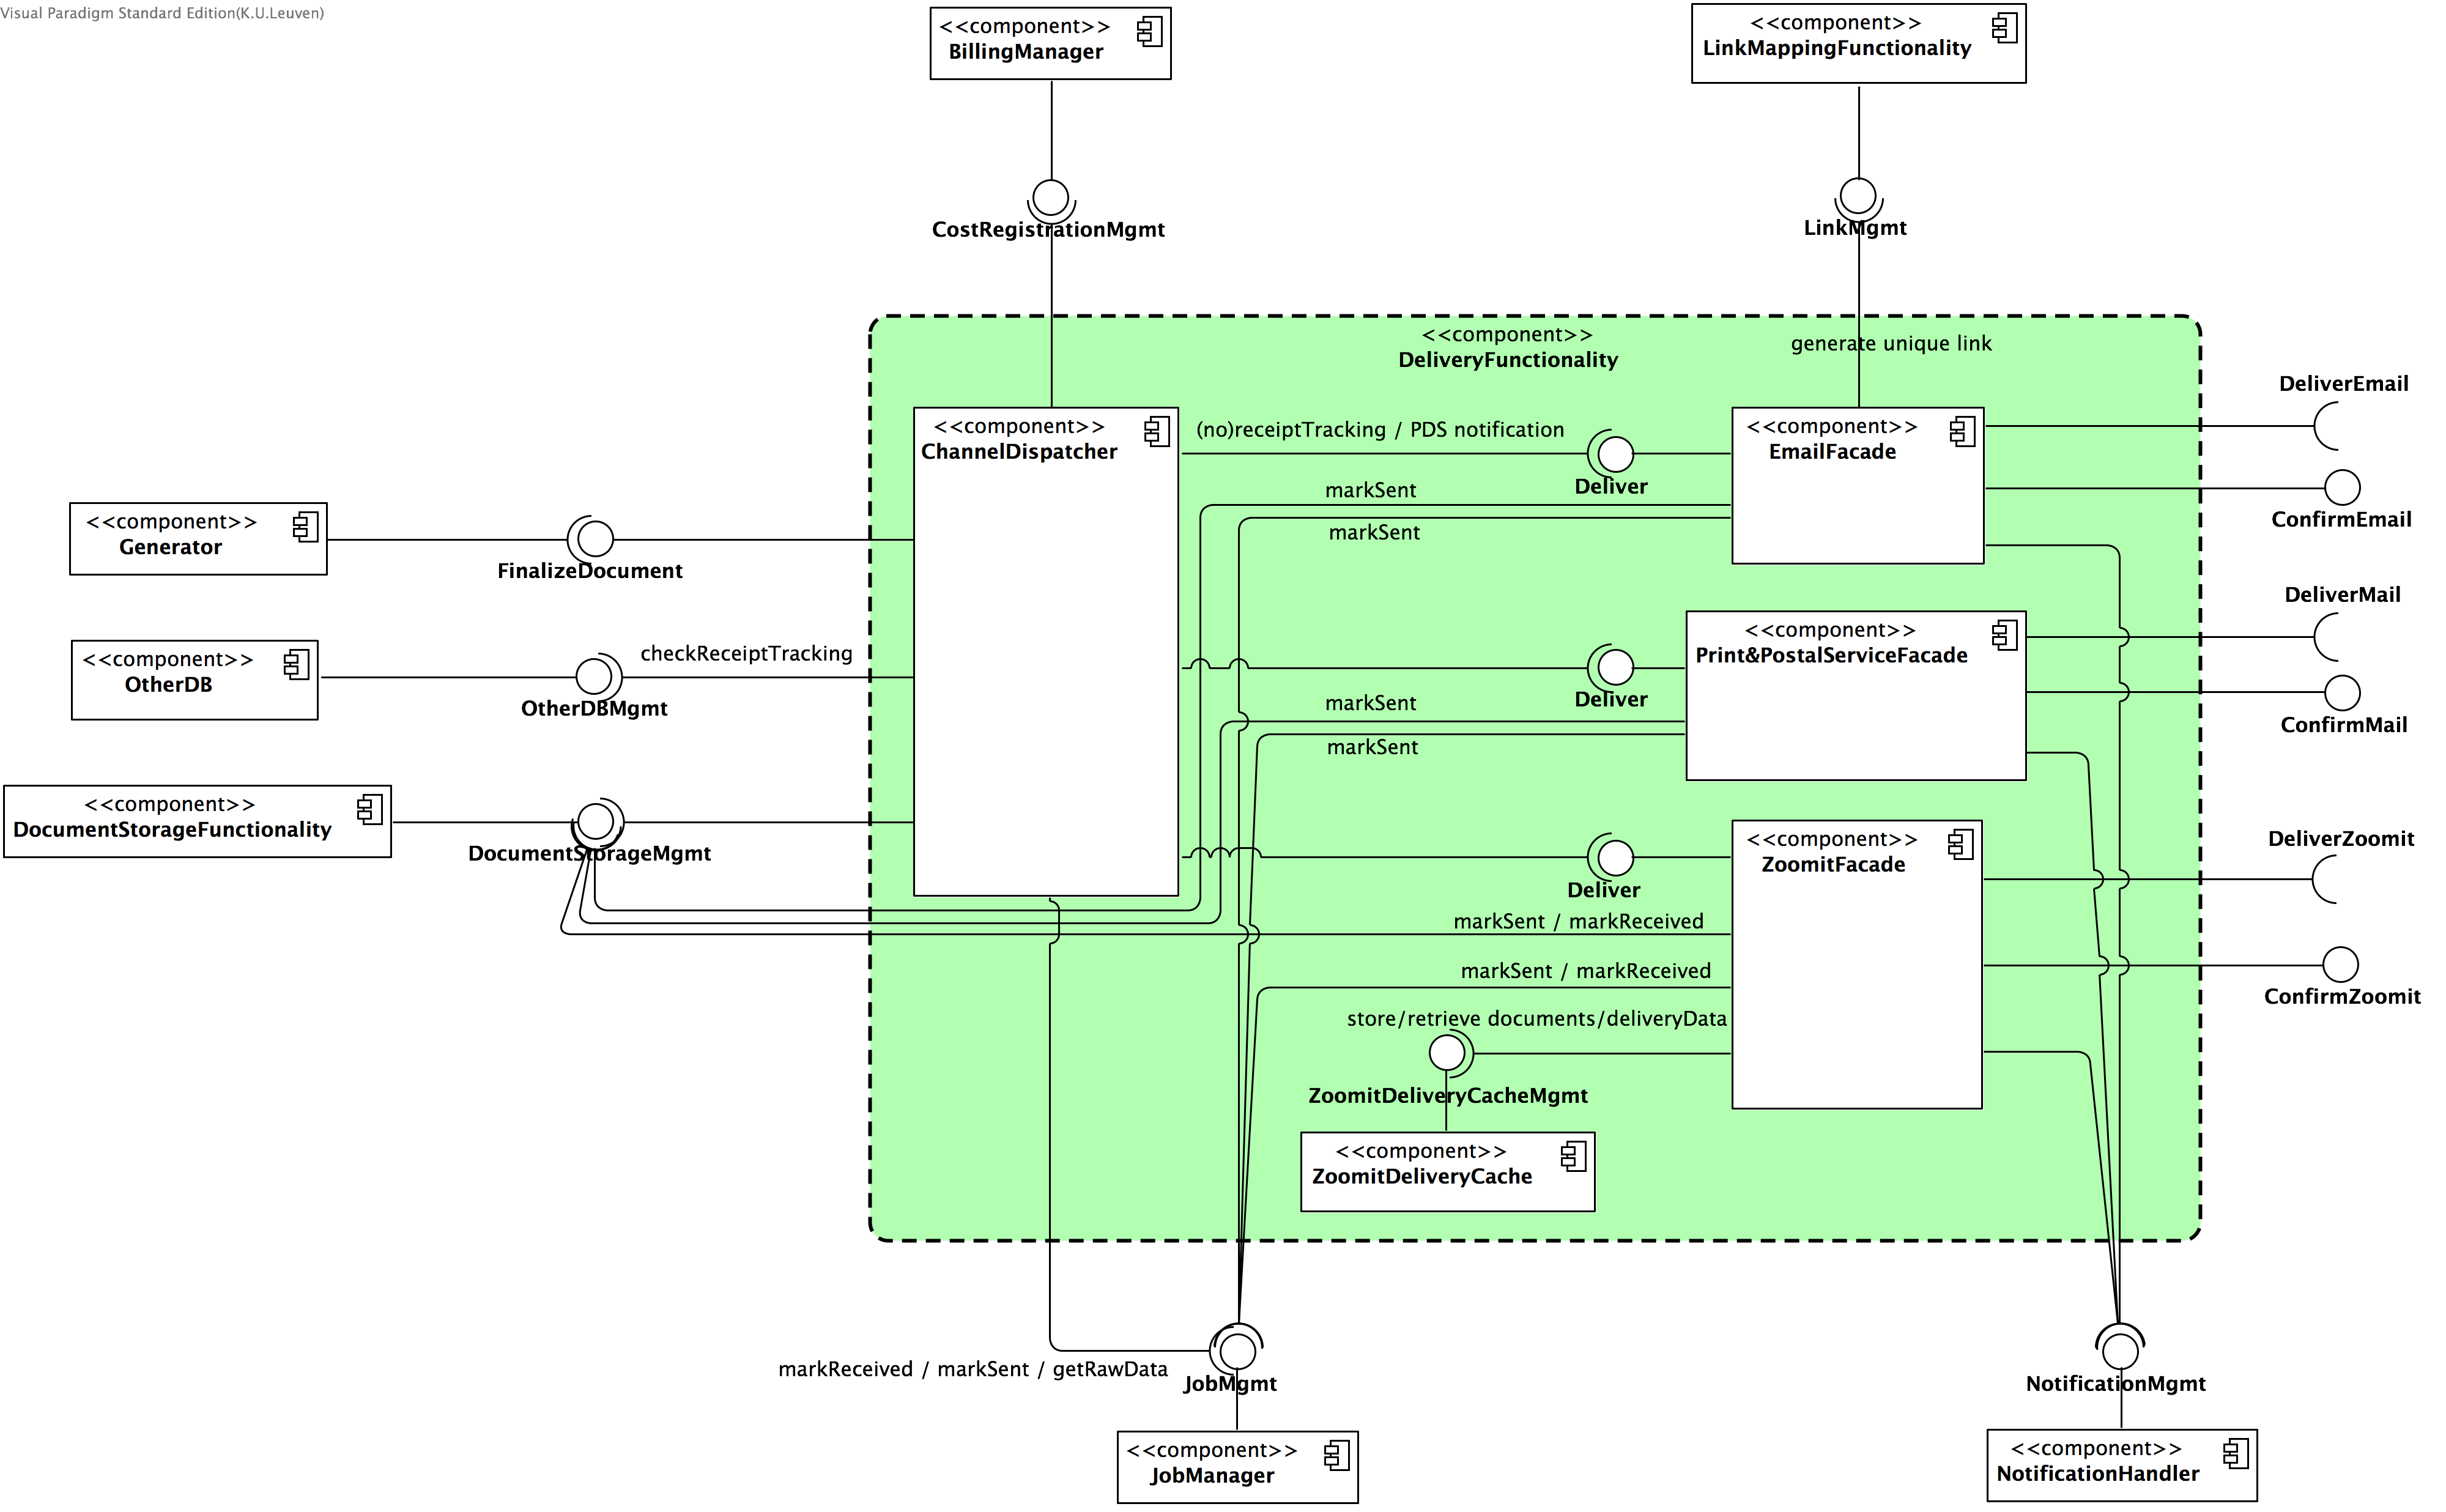 Visual Paradigm Standard Edition(K.U.Leuven)
<<component>>
BillingManager
<<component>>
LinkMappingFunctionality
CostRegistrationMgmt
LinkMgmt
<<component>>
DeliveryFunctionality
generate unique link
DeliverEmail
<<component>>
ChannelDispatcher
(no)receiptTracking / PDS notification
Deliver
<<component>>
EmailFacade
markSent
markSent
ConfirmEmail
<<component>>
Generator
FinalizeDocument
DeliverMail
<<component>>
OtherDB
OtherDBMgmt
checkReceiptTracking
Deliver
<<component>>
Print&PostalServiceFacade
markSent
markSent
ConfirmMail
<<component>>
DocumentStorageFunctionality
DocumentStorageMgmt
Deliver
<<component>>
ZoomitFacade
DeliverZoomit
markSent / markReceived
markSent / markReceived
ConfirmZoomit
store/retrieve documents/deliveryData
ZoomitDeliveryCacheMgmt
<<component>>
ZoomitDeliveryCache
markReceived / markSent / getRawData
JobMgmt
NotificationMgmt
<<component>>
JobManager
<<component>>
NotificationHandler